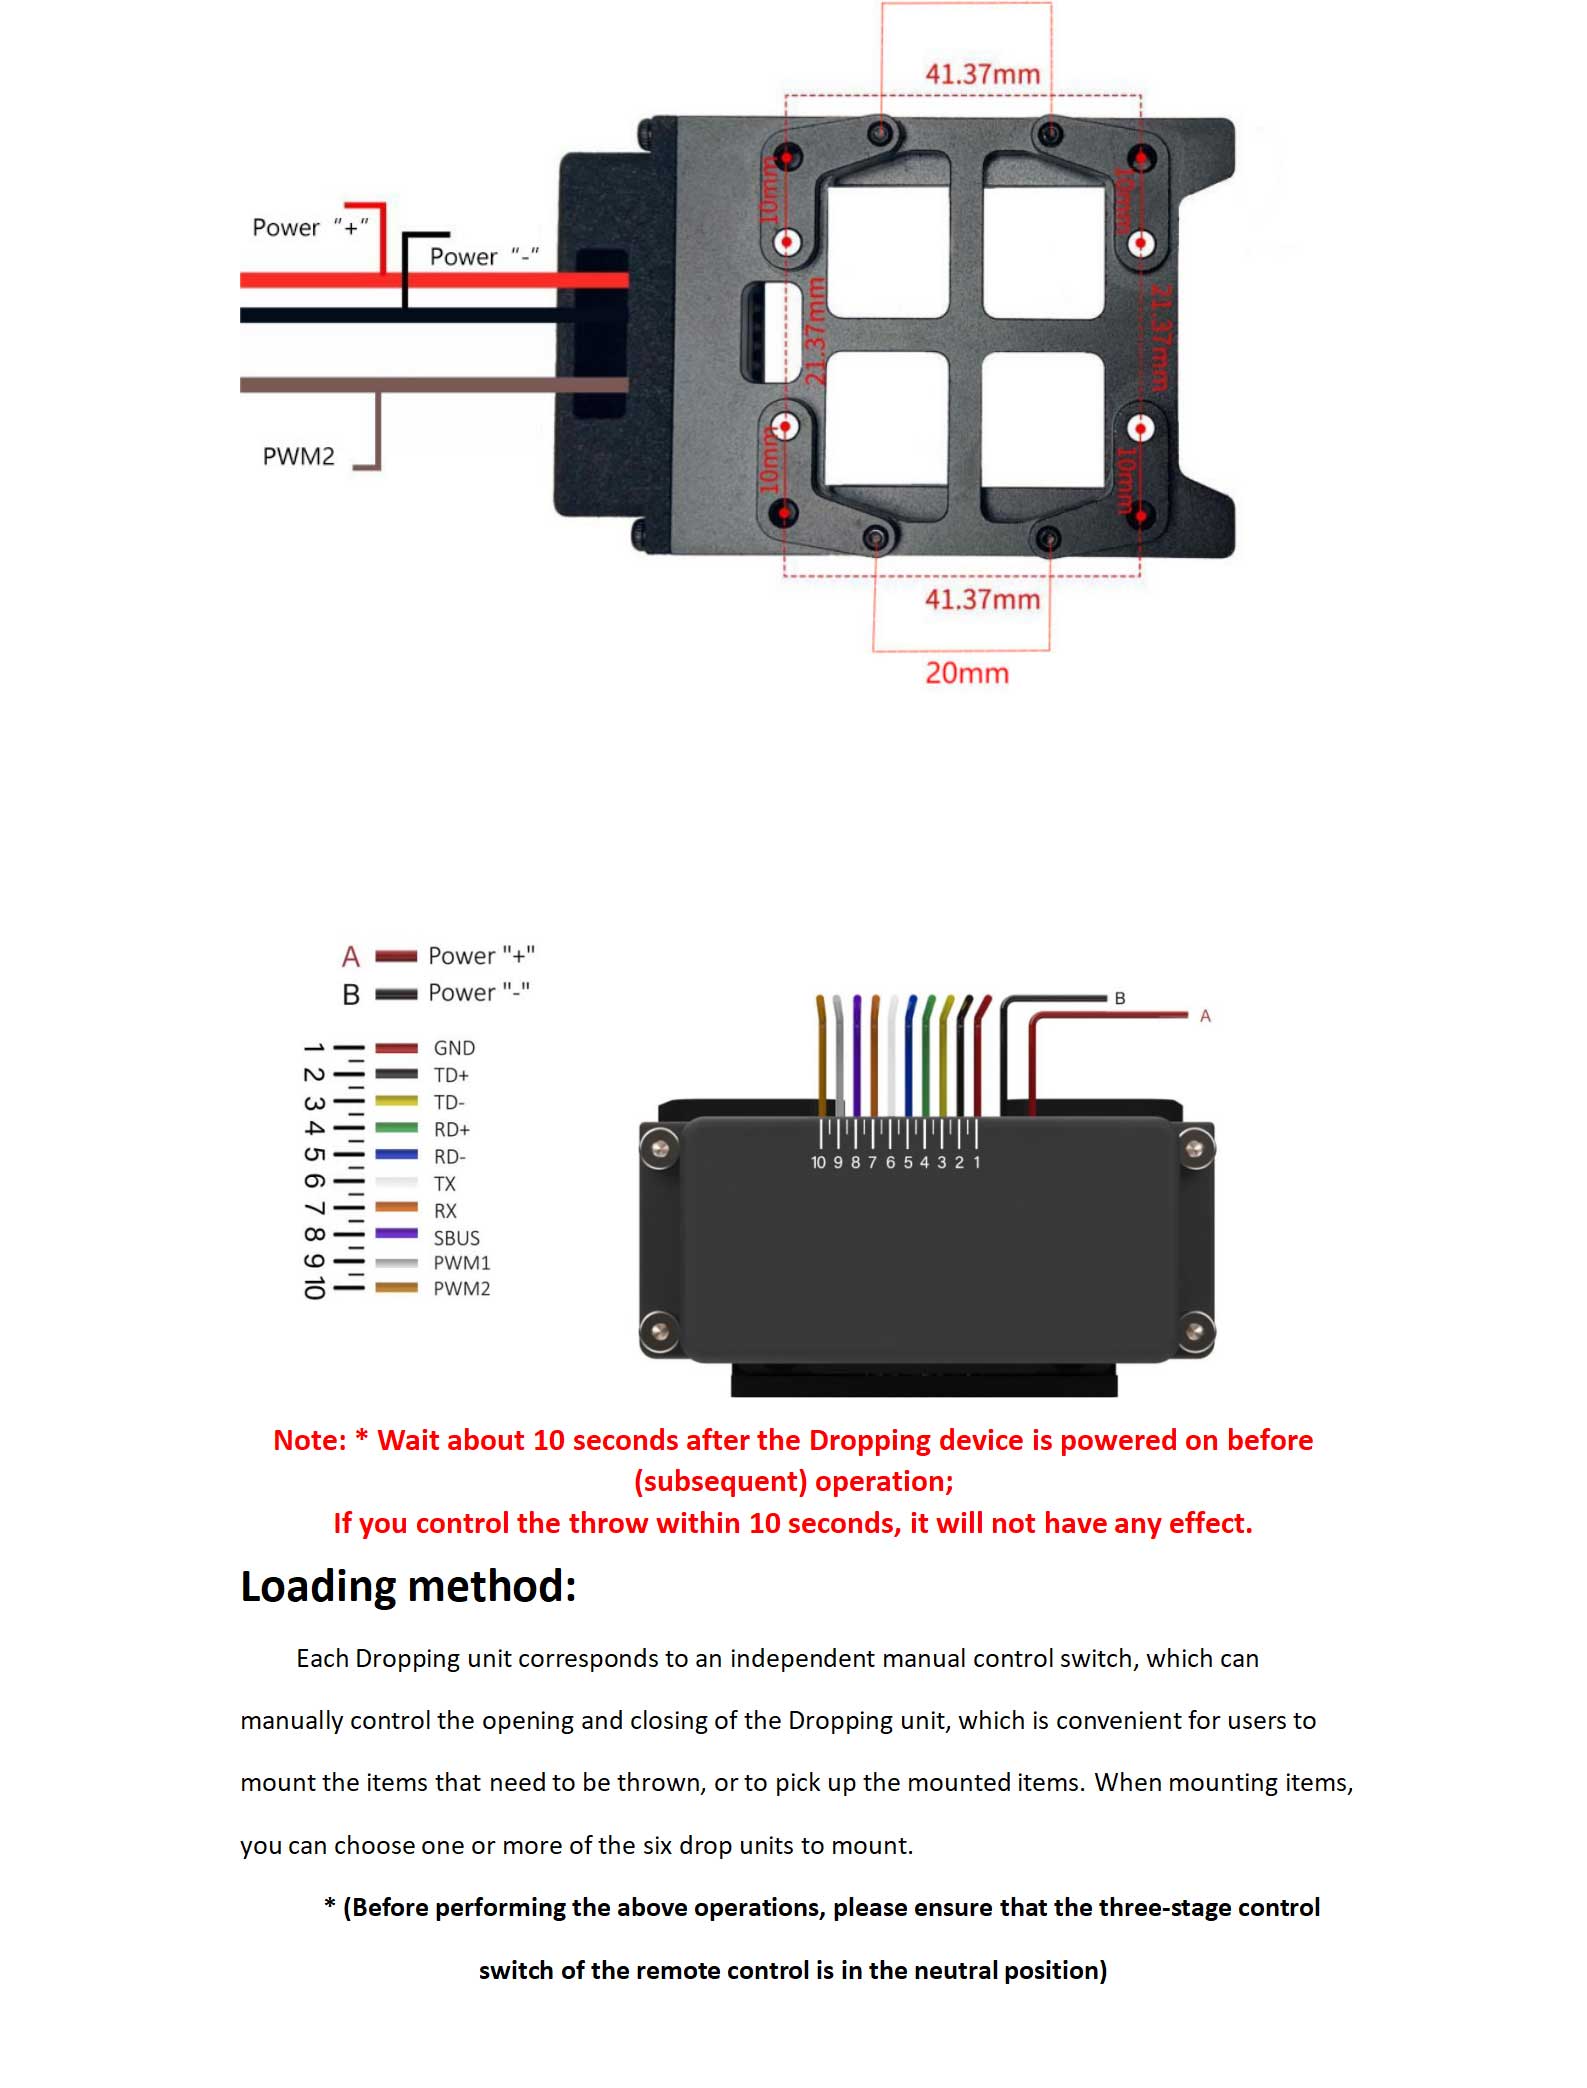 41.37mm
10mm
10mm
Power "+"
Power "-"
21.37mm
21.37mm
PWM2
10mm
10mm
41.37mm
20mm
A Power "+"
B Power "-"
1 GND
2 TD+
3 TD-
4 RD+
5 RD-
6 TX
7 RX
8 SBUS
9 PWM1
10 PWM2
B
A
10 9 8 7 6 5 4 3 2 1
Note: * Wait about 10 seconds after the Dropping device is powered on before
(subsequent) operation;
If you control the throw within 10 seconds, it will not have any effect.
Loading method:
Each Dropping unit corresponds to an independent manual control switch, which can
manually control the opening and closing of the Dropping unit, which is convenient for users to
mount the items that need to be thrown, or to pick up the mounted items. When mounting items,
you can choose one or more of the six drop units to mount.
* (Before performing the above operations, please ensure that the three-stage control
switch of the remote control is in the neutral position)